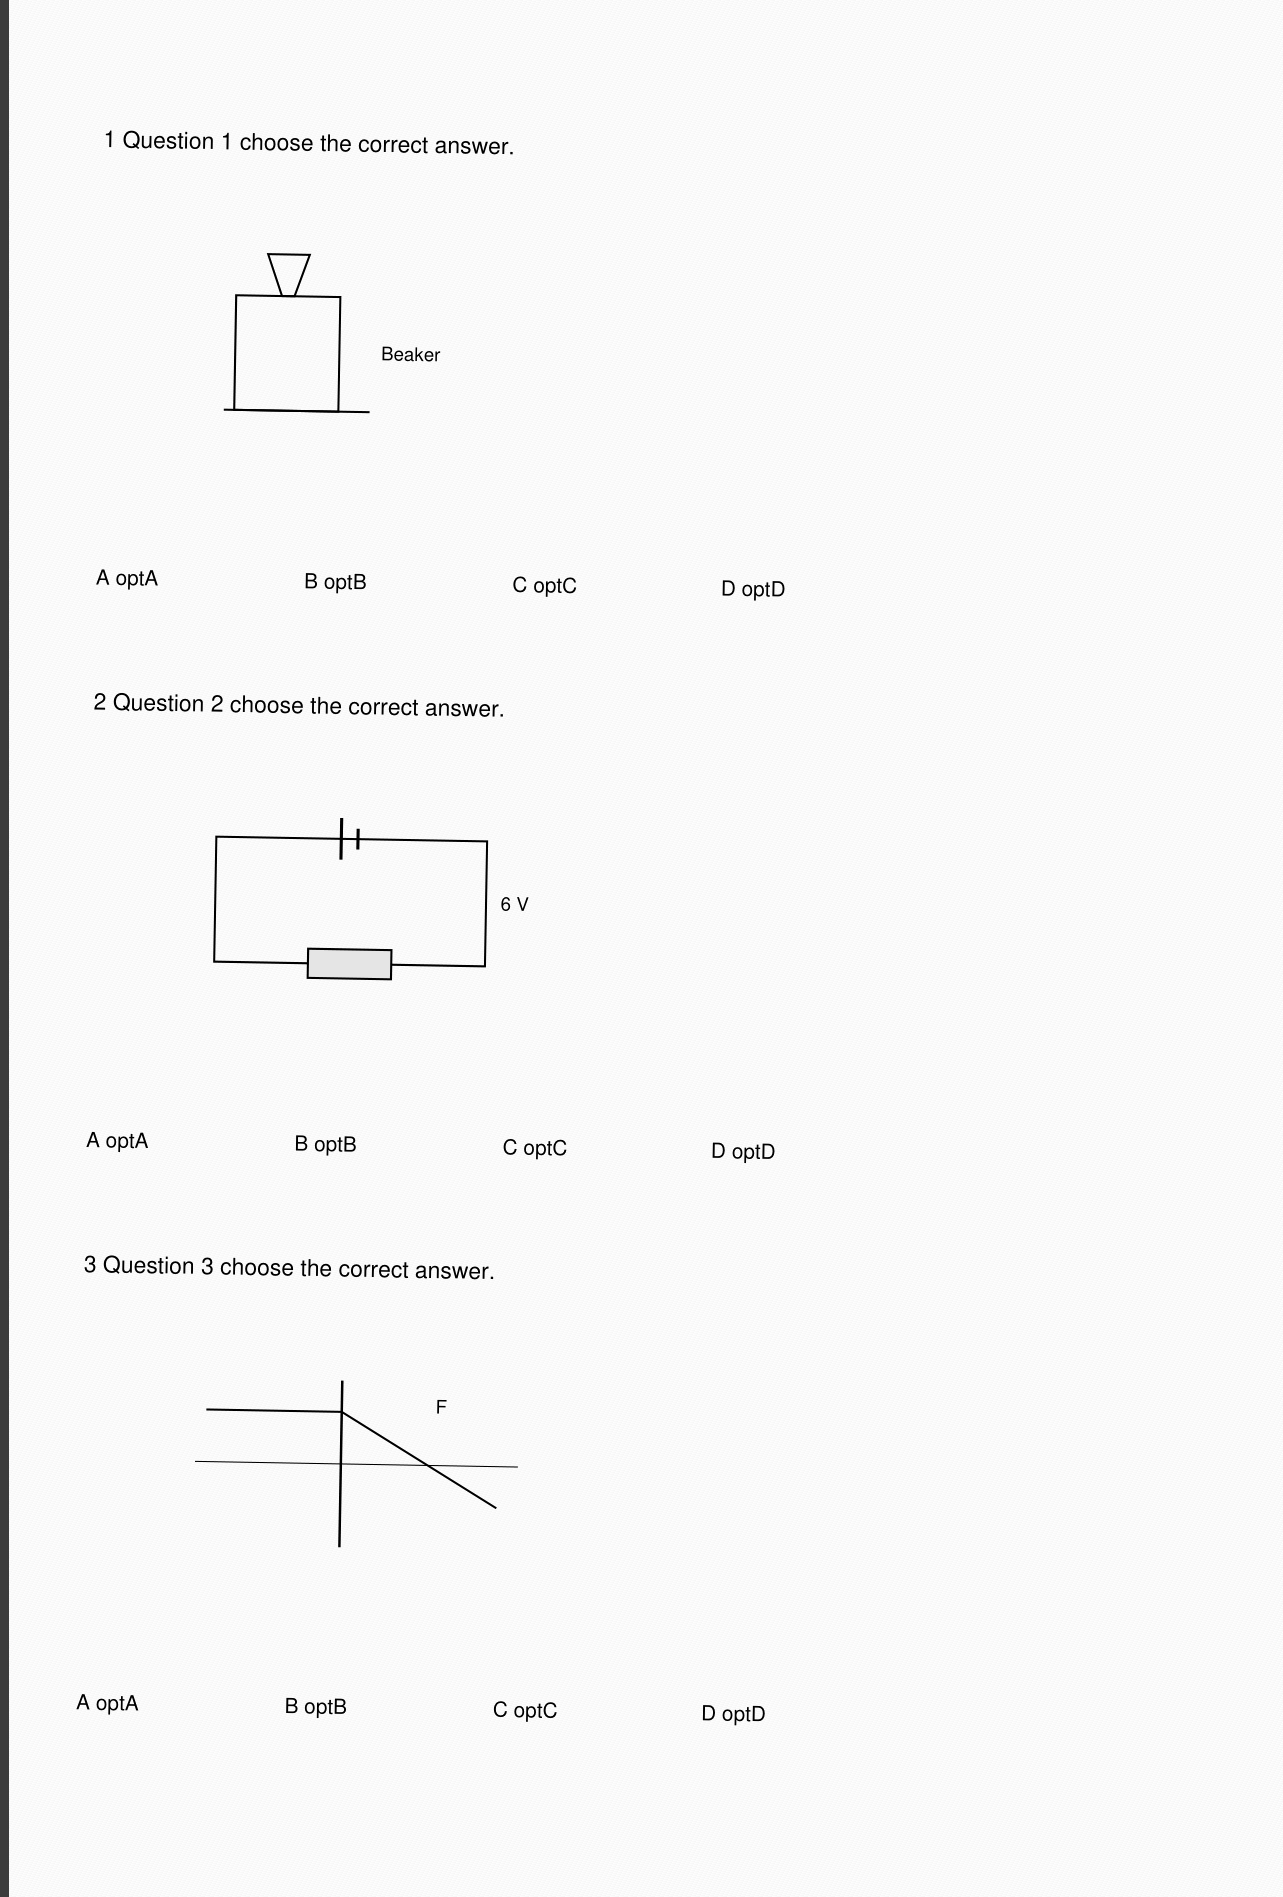 1 Question 1 choose the correct answer.
Beaker
A optA B optB C optC D optD
2 Question 2 choose the correct answer.
6 V
A optA B optB C optC D optD
3 Question 3 choose the correct answer.
F
A optA B optB C optC D optD